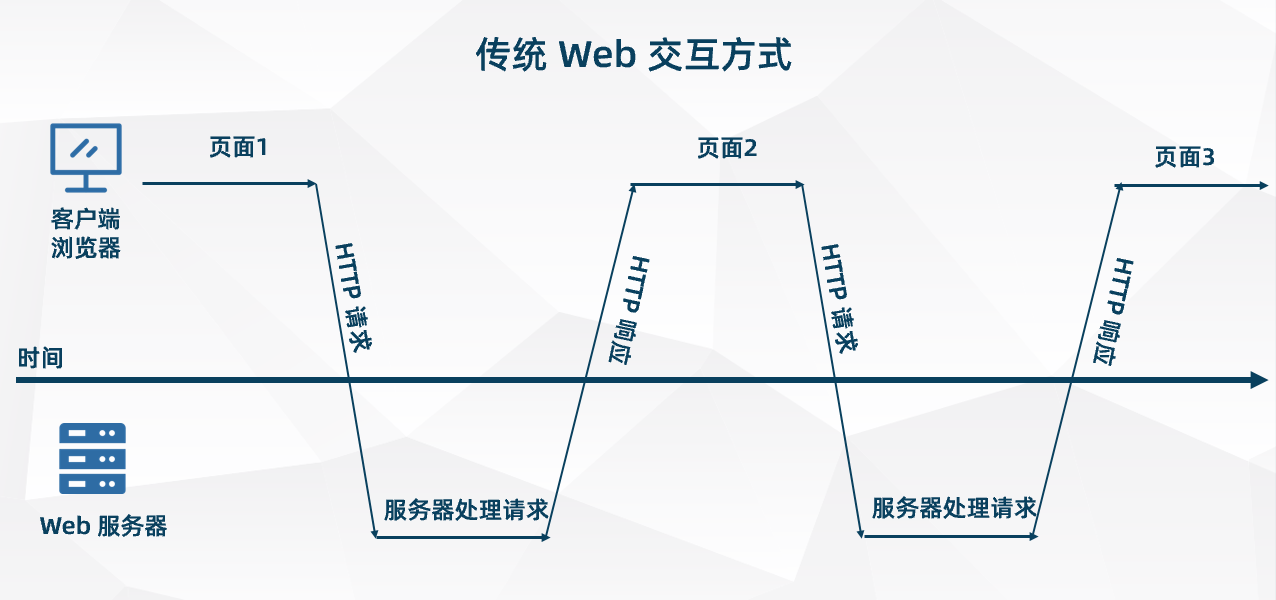 传统 Web 交互方式
页面1
页面2
页面3
客户端
浏览器
HTTP 请求
HTTP 响应
HTTP 请求
HTTP 响应
时间
服务器处理请求
服务器处理请求
Web 服务器